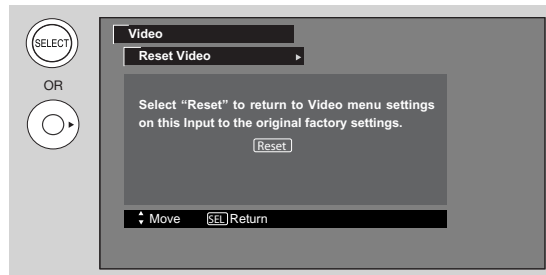 SELECT
OR
Video
Reset Video
Select “Reset” to return to Video menu settings
on this Input to the original factory settings.
Reset
Move SEL Return